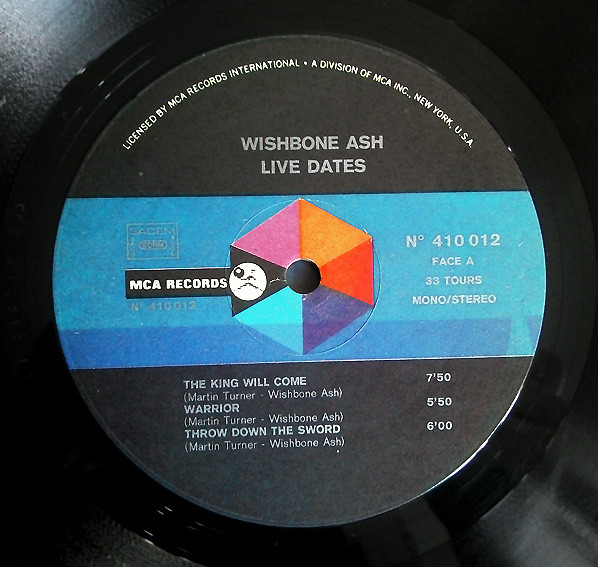 LICENSED BY MCA RECORDS INTERNATIONAL • A DIVISION OF MCA INC., NEW YORK, U.S.A.
WISHBONE ASH
LIVE DATES
SACEM
N° 410 012
FACE A
MCA RECORDS
33 TOURS
N° 410 012
MONO/STEREO
THE KING WILL COME 7'50
(Martin Turner - Wishbone Ash)
WARRIOR 5'50
(Martin Turner - Wishbone Ash)
THROW DOWN THE SWORD 6'00
(Martin Turner - Wishbone Ash)